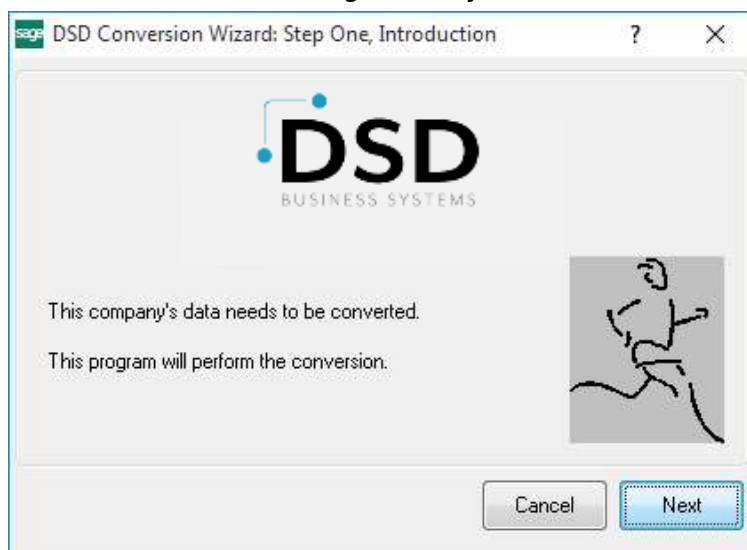 sage DSD Conversion Wizard: Step One, Introduction ? X
DSD
BUSINESS SYSTEMS
This company's data needs to be converted.
This program will perform the conversion.
Cancel Next